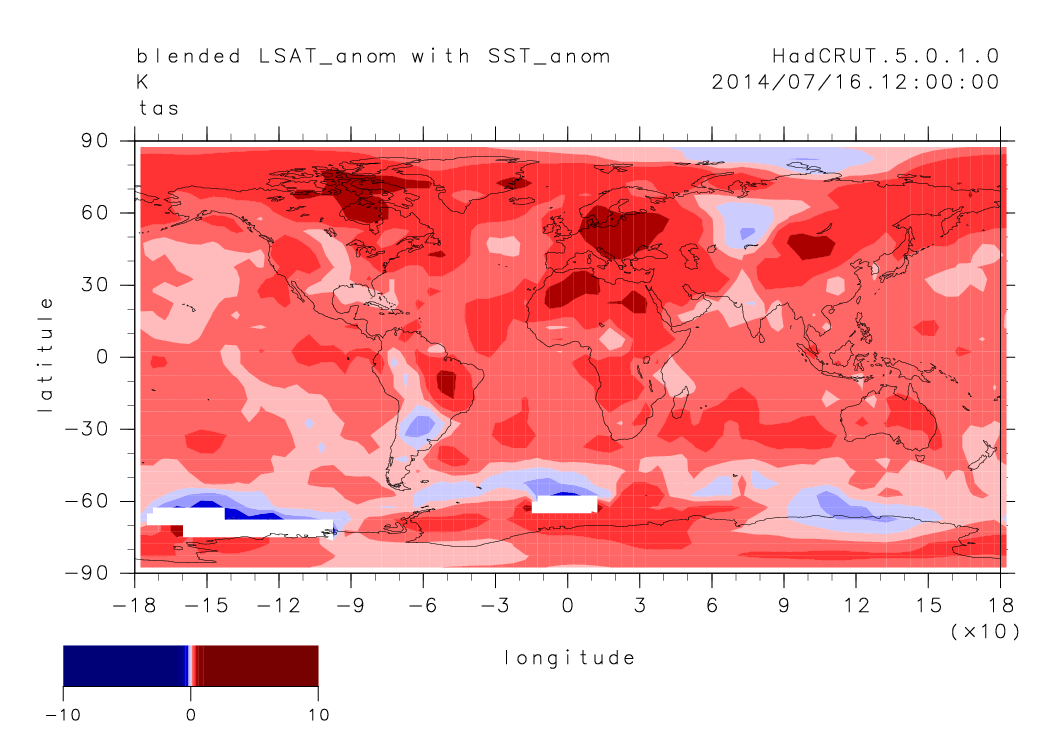 blended LSAT_anom with SST_anom HadCRUT.5.0.1.0
K 2014/07/16.12:00:00
tas
90
60
30
0
−30
−60
−90
latitude
−18 −15 −12 −9 −6 −3 0 3 6 9 12 15 18
(×10)
longitude
−10 0 10